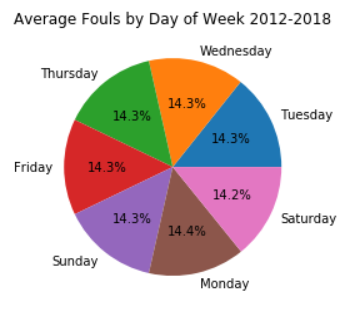 Average Fouls by Day of Week 2012-2018
Wednesday
Thursday
Tuesday
Friday
Saturday
Sunday
Monday
14.3%
14.3%
14.3%
14.3%
14.2%
14.3%
14.4%